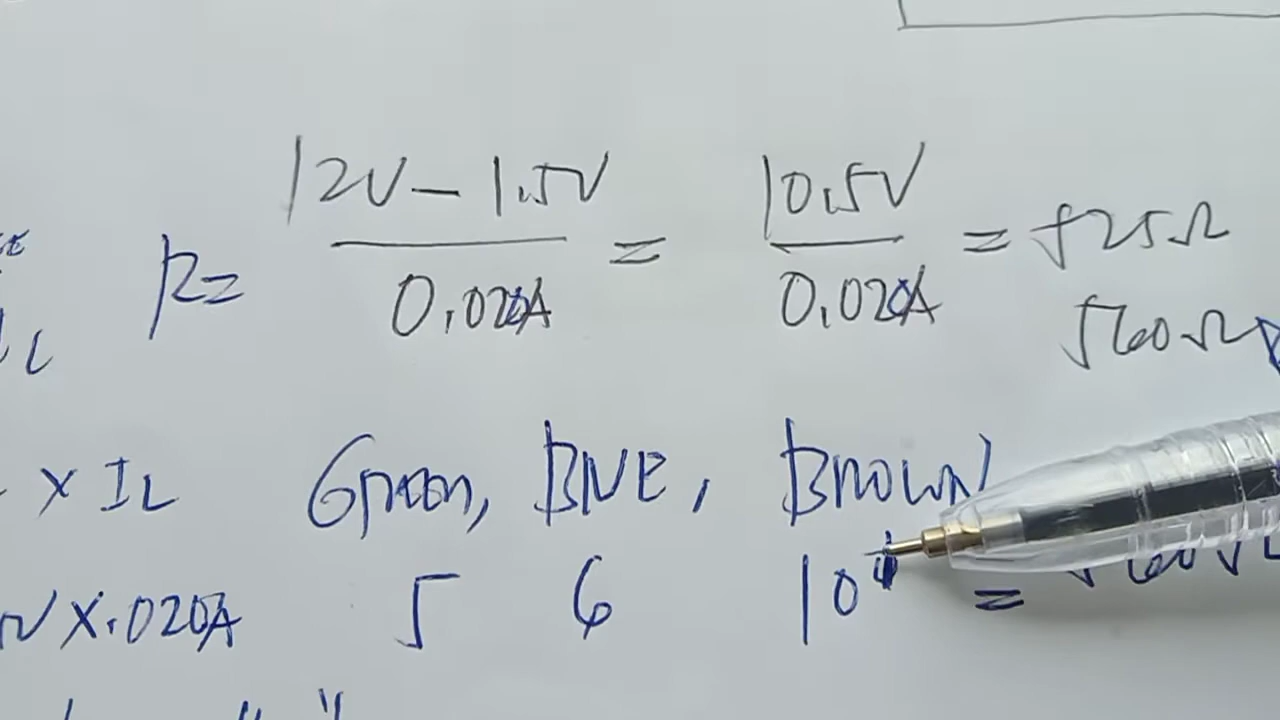 R= 12V - 1.5V / 0.020A = 10.5V / 0.020A = 525Ω
560Ω
x IL Green, Blue, Brown
x.020A 5 6 10¹ = 560Ω